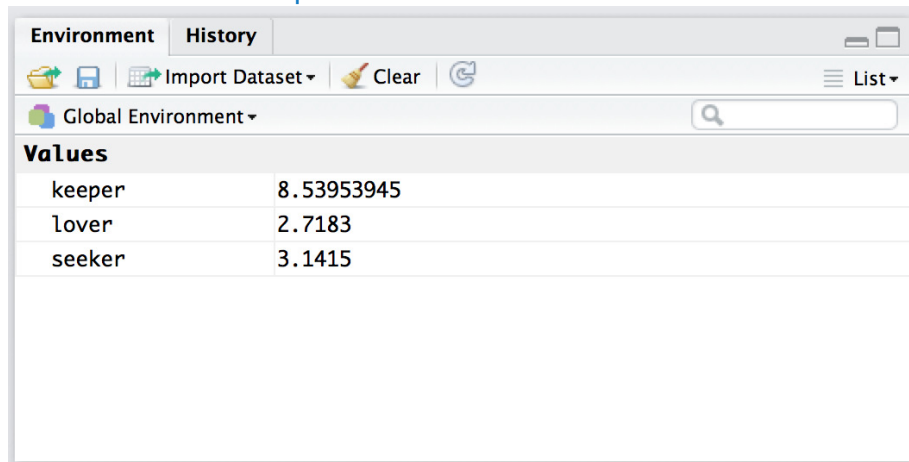 Environment History
Import Dataset Clear List
Global Environment
Values
keeper 8.53953945
lover 2.7183
seeker 3.1415